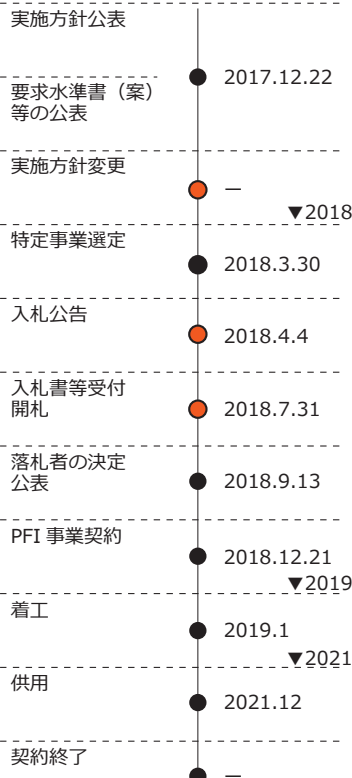 実施方針公表
2017.12.22
要求水準書（案）
等の公表
実施方針変更
－
▼2018
特定事業選定
2018.3.30
入札公告
2018.4.4
入札書等受付
開札
2018.7.31
落札者の決定
公表
2018.9.13
PFI 事業契約
2018.12.21
▼2019
着工
2019.1
▼2021
供用
2021.12
契約終了
－